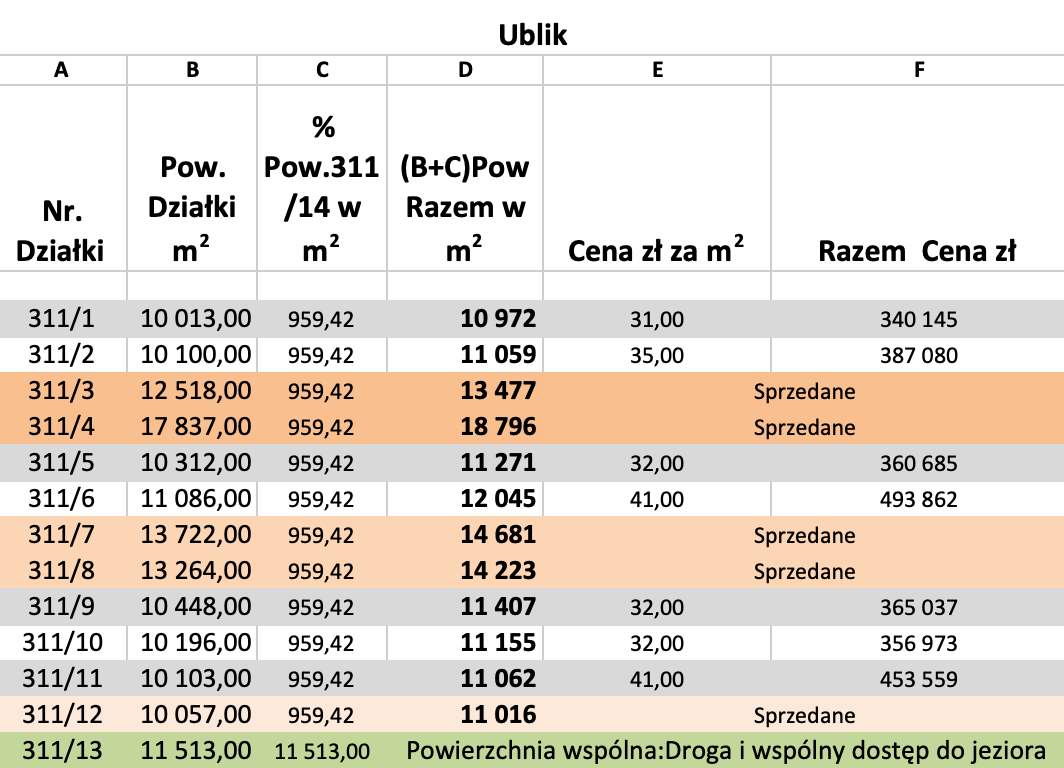 Ublik
A B C D E F
Nr. Działki Pow. Działki m² % Pow.311 /14 w m² (B+C)Pow Razem w m² Cena zł za m² Razem Cena zł
311/1 10 013,00 959,42 10 972 31,00 340 145
311/2 10 100,00 959,42 11 059 35,00 387 080
311/3 12 518,00 959,42 13 477 Sprzedane
311/4 17 837,00 959,42 18 796 Sprzedane
311/5 10 312,00 959,42 11 271 32,00 360 685
311/6 11 086,00 959,42 12 045 41,00 493 862
311/7 13 722,00 959,42 14 681 Sprzedane
311/8 13 264,00 959,42 14 223 Sprzedane
311/9 10 448,00 959,42 11 407 32,00 365 037
311/10 10 196,00 959,42 11 155 32,00 356 973
311/11 10 103,00 959,42 11 062 41,00 453 559
311/12 10 057,00 959,42 11 016 Sprzedane
311/13 11 513,00 11 513,00 Powierzchnia wspólna:Droga i wspólny dostęp do jeziora